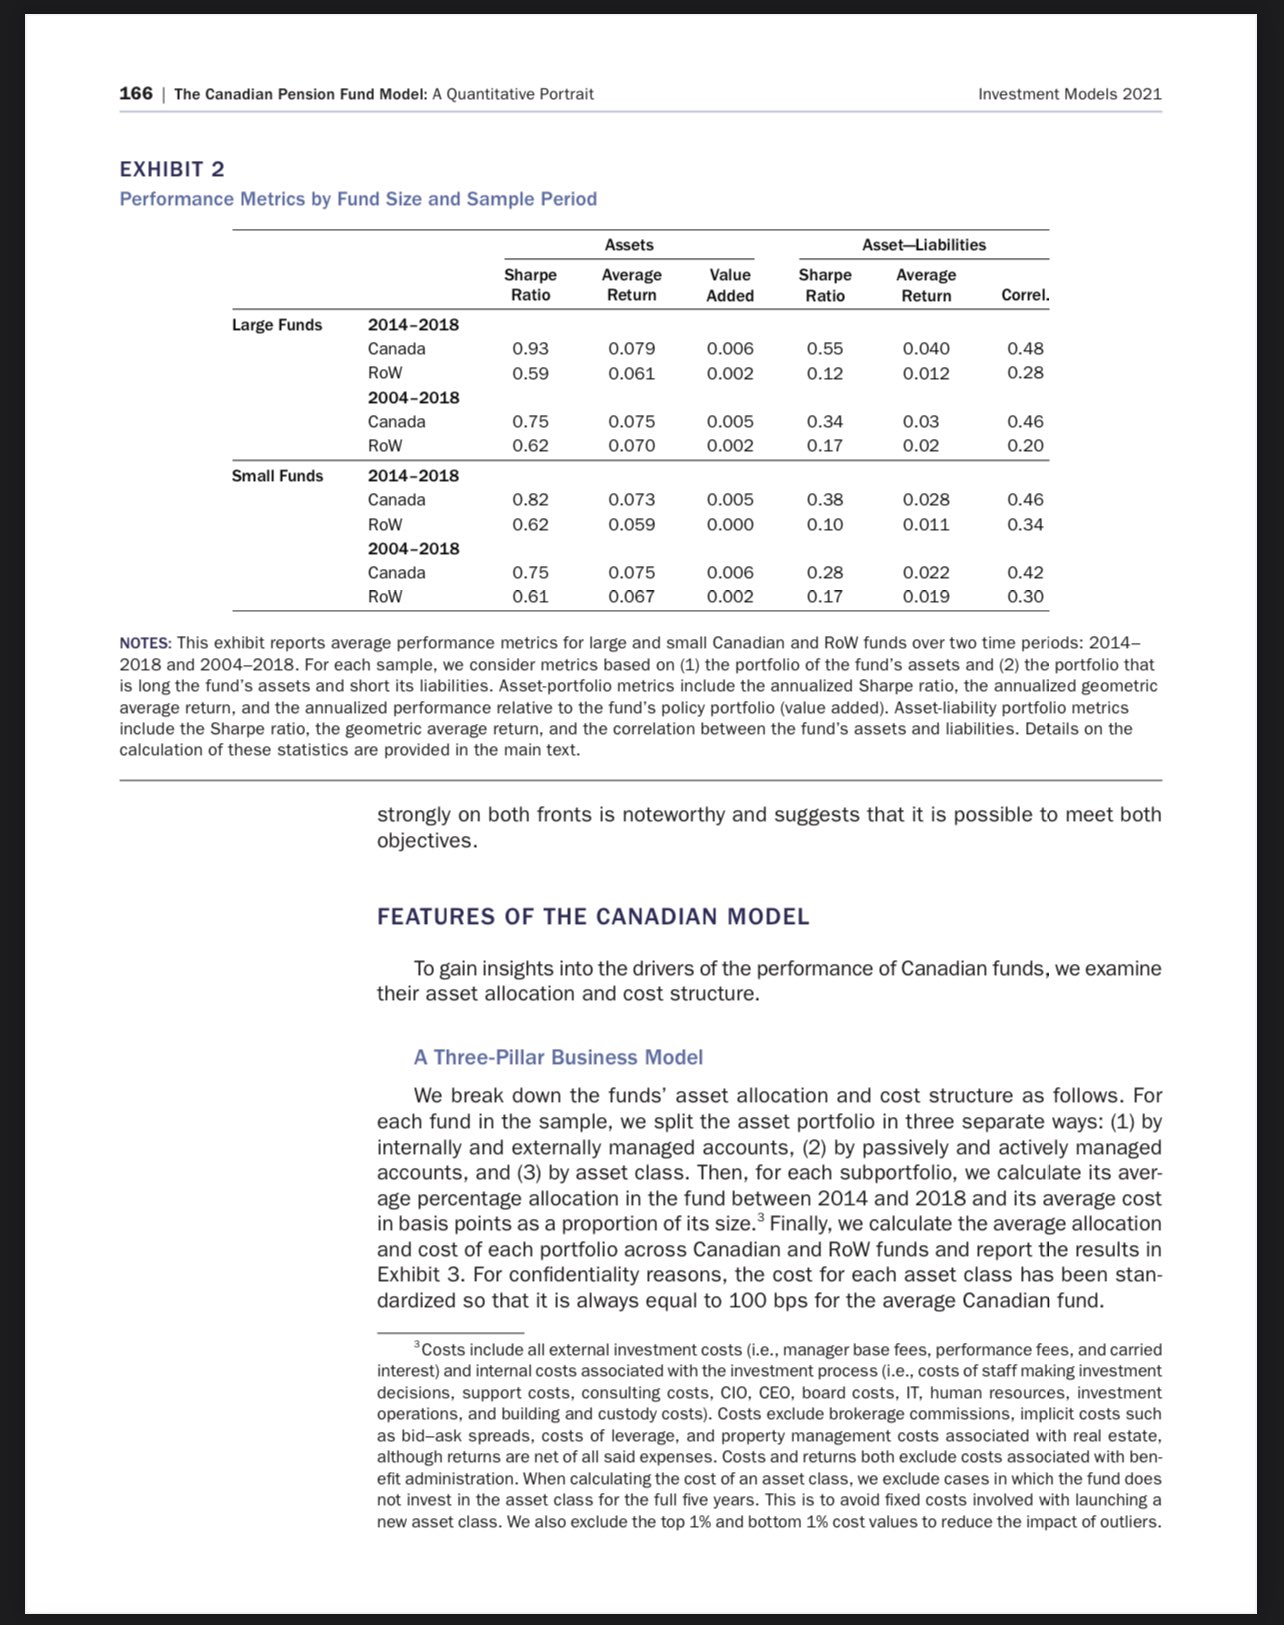 166 | The Canadian Pension Fund Model: A Quantitative Portrait Investment Models 2021
EXHIBIT 2
Performance Metrics by Fund Size and Sample Period
Assets Asset—Liabilities
Sharpe Average Value Sharpe Average
Ratio Return Added Ratio Return Correl.
Large Funds 2014–2018
Canada 0.93 0.079 0.006 0.55 0.040 0.48
RoW 0.59 0.061 0.002 0.12 0.012 0.28
2004–2018
Canada 0.75 0.075 0.005 0.34 0.03 0.46
RoW 0.62 0.070 0.002 0.17 0.02 0.20
Small Funds 2014–2018
Canada 0.82 0.073 0.005 0.38 0.028 0.46
RoW 0.62 0.059 0.000 0.10 0.011 0.34
2004–2018
Canada 0.75 0.075 0.006 0.28 0.022 0.42
RoW 0.61 0.067 0.002 0.17 0.019 0.30
NOTES: This exhibit reports average performance metrics for large and small Canadian and RoW funds over two time periods: 2014–
2018 and 2004–2018. For each sample, we consider metrics based on (1) the portfolio of the fund's assets and (2) the portfolio that
is long the fund's assets and short its liabilities. Asset-portfolio metrics include the annualized Sharpe ratio, the annualized geometric
average return, and the annualized performance relative to the fund's policy portfolio (value added). Asset-liability portfolio metrics
include the Sharpe ratio, the geometric average return, and the correlation between the fund's assets and liabilities. Details on the
calculation of these statistics are provided in the main text.
strongly on both fronts is noteworthy and suggests that it is possible to meet both
objectives.
FEATURES OF THE CANADIAN MODEL
To gain insights into the drivers of the performance of Canadian funds, we examine
their asset allocation and cost structure.
A Three-Pillar Business Model
We break down the funds' asset allocation and cost structure as follows. For
each fund in the sample, we split the asset portfolio in three separate ways: (1) by
internally and externally managed accounts, (2) by passively and actively managed
accounts, and (3) by asset class. Then, for each subportfolio, we calculate its aver-
age percentage allocation in the fund between 2014 and 2018 and its average cost
in basis points as a proportion of its size.3 Finally, we calculate the average allocation
and cost of each portfolio across Canadian and RoW funds and report the results in
Exhibit 3. For confidentiality reasons, the cost for each asset class has been stan-
dardized so that it is always equal to 100 bps for the average Canadian fund.
3Costs include all external investment costs (i.e., manager base fees, performance fees, and carried
interest) and internal costs associated with the investment process (i.e., costs of staff making investment
decisions, support costs, consulting costs, CIO, CEO, board costs, IT, human resources, investment
operations, and building and custody costs). Costs exclude brokerage commissions, implicit costs such
as bid–ask spreads, costs of leverage, and property management costs associated with real estate,
although returns are net of all said expenses. Costs and returns both exclude costs associated with ben-
efit administration. When calculating the cost of an asset class, we exclude cases in which the fund does
not invest in the asset class for the full five years. This is to avoid fixed costs involved with launching a
new asset class. We also exclude the top 1% and bottom 1% cost values to reduce the impact of outliers.